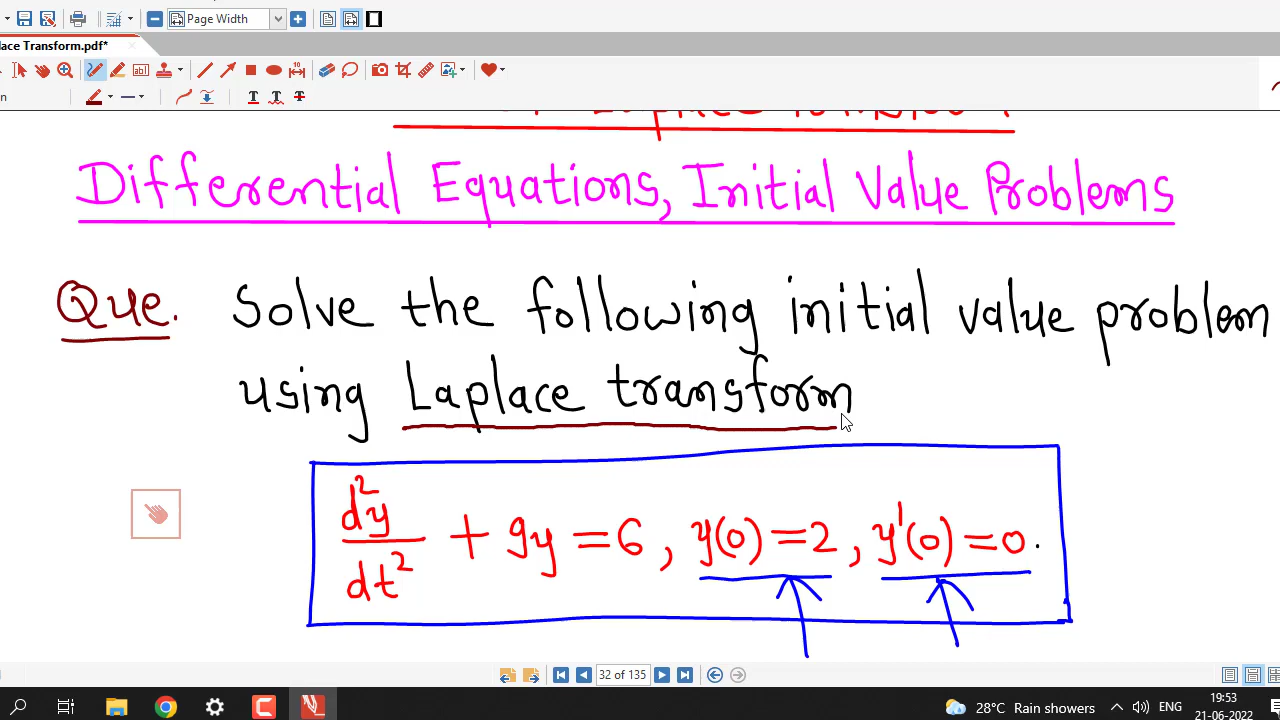 Page Width
lace Transform.pdf*
Differential Equations, Initial Value Problems
Que. Solve the following initial value problem
using Laplace transform
d²y/dt² + 9y = 6, y(0) = 2, y'(0) = 0.
32 of 135
28°C Rain showers
ENG
19:53
21-06-2022